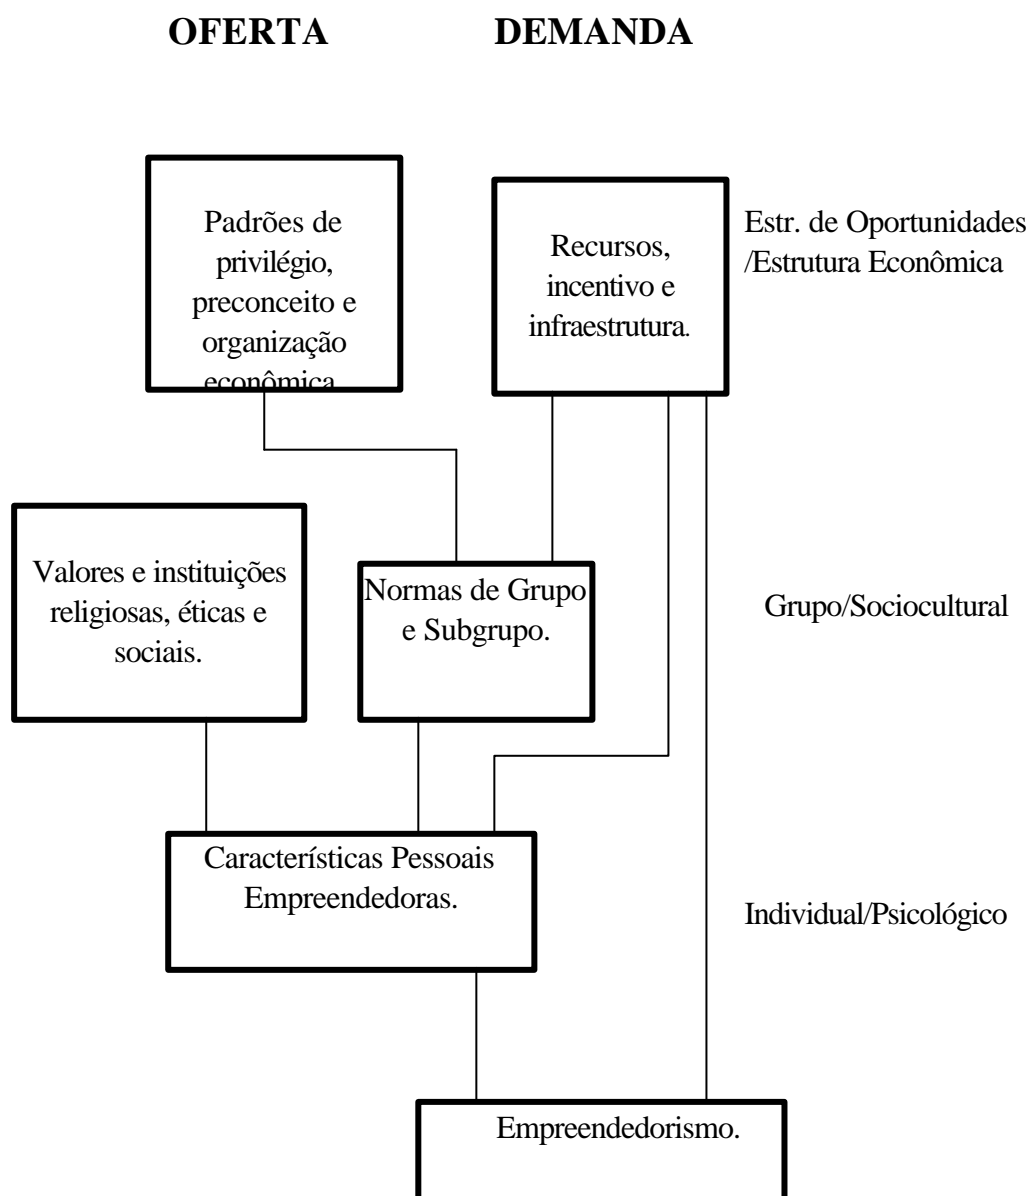 OFERTA
DEMANDA
Padrões de
privilégio,
preconceito e
organização
econômica
Recursos,
incentivo e
infraestrutura.
Estr. de Oportunidades
/Estrutura Econômica
Valores e instituições
religiosas, éticas e
sociais.
Normas de Grupo
e Subgrupo.
Grupo/Sociocultural
Características Pessoais
Empreendedoras.
Individual/Psicológico
Empreendedorismo.